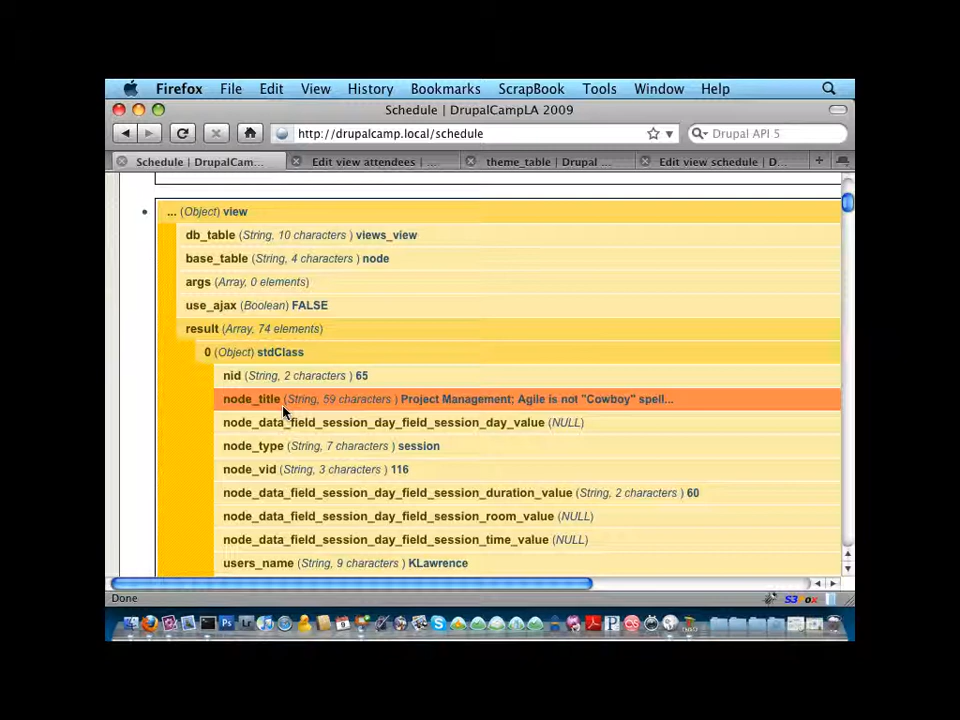 Firefox File Edit View History Bookmarks ScrapBook Tools Window Help
Schedule | DrupalCampLA 2009
http://drupalcamp.local/schedule
Drupal API 5
Schedule | DrupalCam...
Edit view attendees | ...
theme_table | Drupal ...
Edit view schedule | D...
... (Object) view
db_table (String, 10 characters ) views_view
base_table (String, 4 characters ) node
args (Array, 0 elements)
use_ajax (Boolean) FALSE
result (Array, 74 elements)
0 (Object) stdClass
nid (String, 2 characters ) 65
node_title (String, 59 characters ) Project Management; Agile is not "Cowboy" spell...
node_data_field_session_day_field_session_day_value (NULL)
node_type (String, 7 characters ) session
node_vid (String, 3 characters ) 116
node_data_field_session_day_field_session_duration_value (String, 2 characters ) 60
node_data_field_session_day_field_session_room_value (NULL)
node_data_field_session_day_field_session_time_value (NULL)
users_name (String, 9 characters ) KLawrence
Done
S3Fox
Ps
Lr